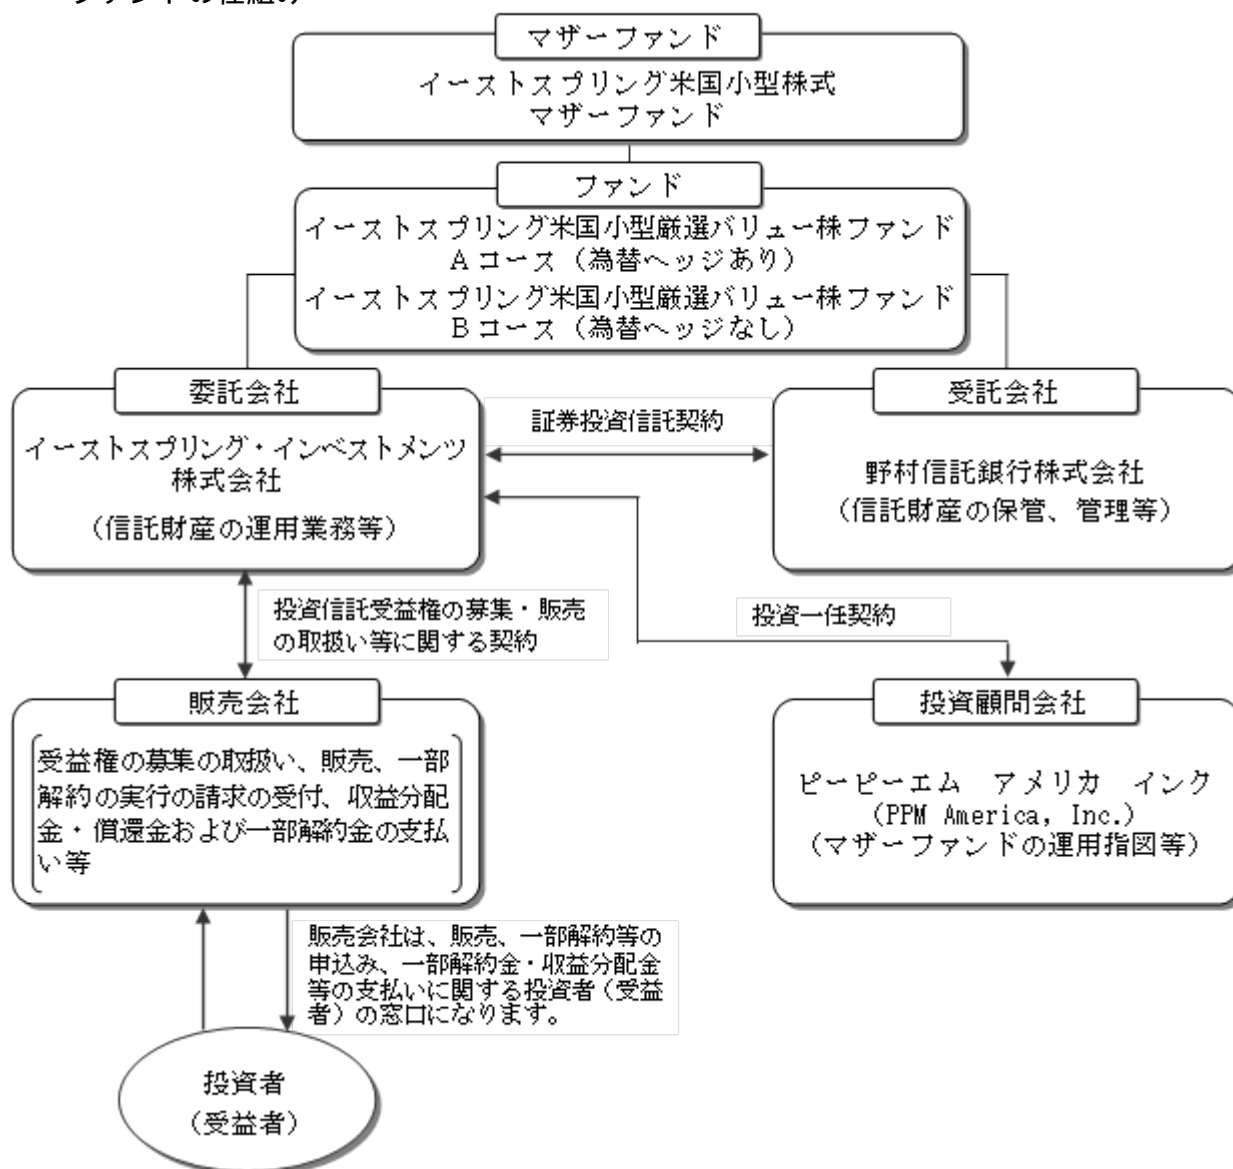 ファンドの仕組み
マザーファンド
イーストスプリング米国小型株式
マザーファンド
ファンド
イーストスプリング米国小型厳選バリュー株ファンド
Aコース（為替ヘッジあり）
イーストスプリング米国小型厳選バリュー株ファンド
Bコース（為替ヘッジなし）
委託会社
イーストスプリング・インベストメンツ
株式会社
（信託財産の運用業務等）
証券投資信託契約
受託会社
野村信託銀行株式会社
（信託財産の保管、管理等）
投資信託受益権の募集・販売
の取扱い等に関する契約
投資一任契約
販売会社
受益権の募集の取扱い、販売、一部
解約の実行の請求の受付、収益分配
金・償還金および一部解約金の支払
い等
投資顧問会社
ピーピーエム　アメリカ　インク
(PPM America, Inc.)
（マザーファンドの運用指図等）
販売会社は、販売、一部解約等の
申込み、一部解約金・収益分配金
等の支払いに関する投資者（受益
者）の窓口になります。
投資者
（受益者）